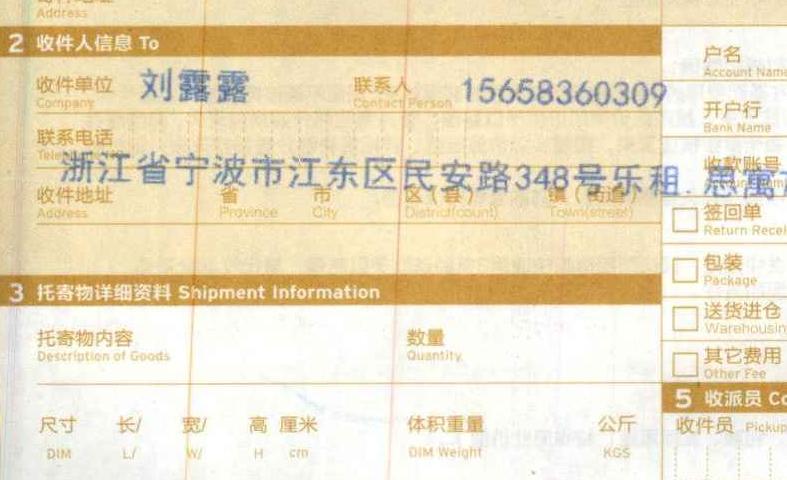 Address
2 收件人信息 To
收件单位 刘露露 联系人 15658360309
Company Contact Person
联系电话
浙江省宁波市江东区民安路348号乐租.思寓
收件地址 省 市 区(县) 镇(街道)
Address Province City District(count) Town(street)
3 托寄物详细资料 Shipment Information
托寄物内容 数量
Description of Goods Quantity
尺寸 长/ 宽/ 高 厘米 体积重量 公斤
DIM L/ W/ H cm DIM Weight KGS
户名
Account Name
开户行
Bank Name
收款账号
签回单
Return Recei
包装
Package
送货进仓
Warehousin
其它费用
Other Fee
5 收派员 Co
收件员 Pickup